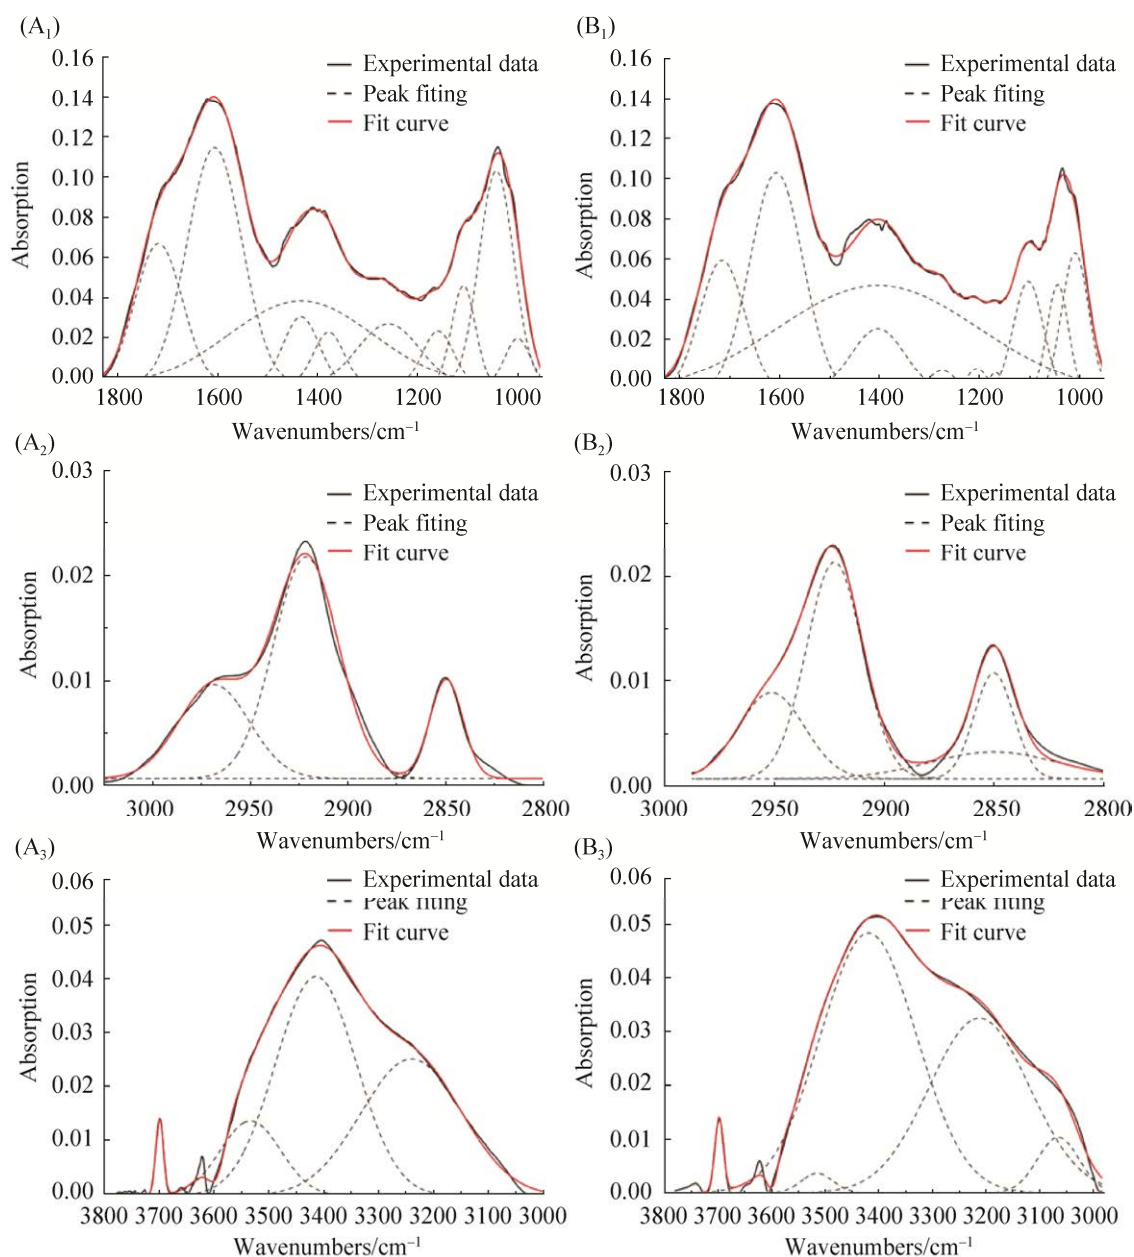 (A1)
0.16
0.14
0.12
0.10
0.08
0.06
0.04
0.02
0.00
Absorption
Experimental data
Peak fiting
Fit curve
1800 1600 1400 1200 1000
Wavenumbers/cm⁻¹
(B1)
0.16
0.14
0.12
0.10
0.08
0.06
0.04
0.02
0.00
Absorption
Experimental data
Peak fiting
Fit curve
1800 1600 1400 1200 1000
Wavenumbers/cm⁻¹
(A2)
0.03
0.02
0.01
0.00
Absorption
Experimental data
Peak fiting
Fit curve
3000 2950 2900 2850 2800
Wavenumbers/cm⁻¹
(B2)
0.03
0.02
0.01
0.00
Absorption
Experimental data
Peak fiting
Fit curve
3000 2950 2900 2850 2800
Wavenumbers/cm⁻¹
(A3)
0.06
0.05
0.04
0.03
0.02
0.01
0.00
Absorption
Experimental data
Peak fiting
Fit curve
3800 3700 3600 3500 3400 3300 3200 3100 3000
Wavenumbers/cm⁻¹
(B3)
0.06
0.05
0.04
0.03
0.02
0.01
0.00
Absorption
Experimental data
Peak fiting
Fit curve
3800 3700 3600 3500 3400 3300 3200 3100 3000
Wavenumbers/cm⁻¹